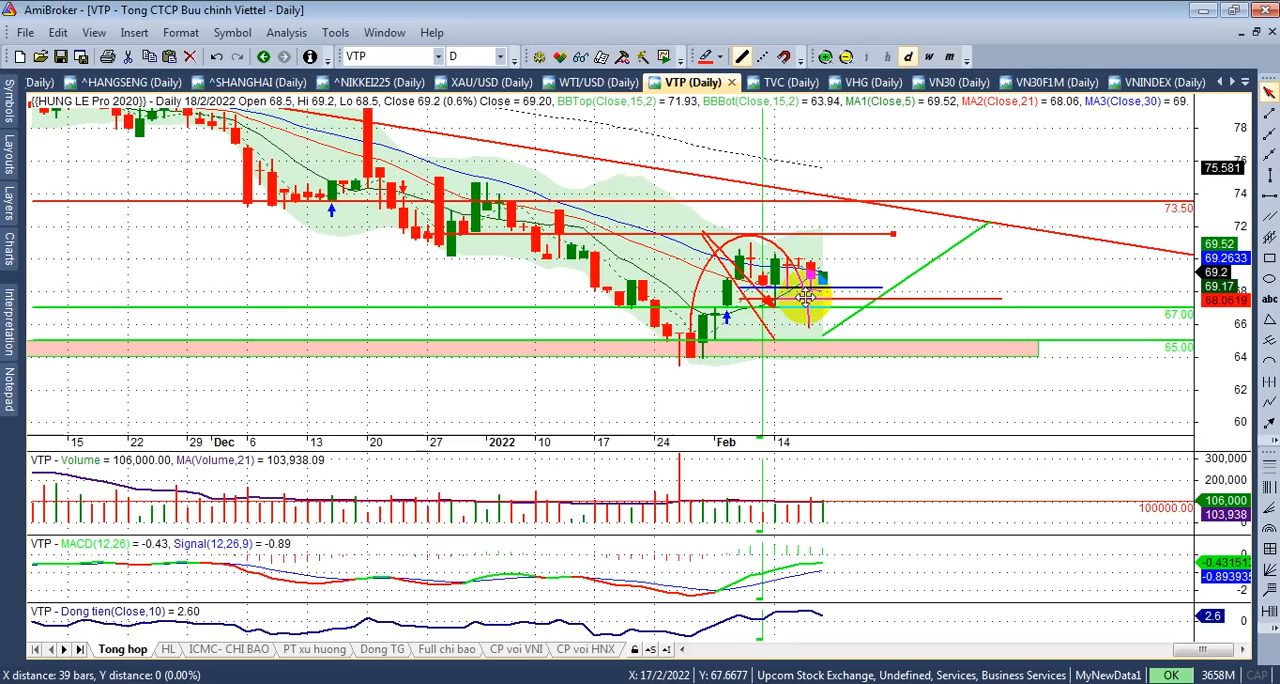 AmiBroker - [VTP - Tong CTCP Buu chinh Viettel - Daily]
File Edit View Insert Format Symbol Analysis Tools Window Help
VTP D i h d w m
Daily) ^HANGSENG (Daily) ^SHANGHAI (Daily) ^NIKKEI225 (Daily) XAU/USD (Daily) WTI/USD (Daily) VTP (Daily) TVC (Daily) VHG (Daily) VN30 (Daily) VN30F1M (Daily) VNINDEX (Daily)
{{HUNG LE Pro 2020}} - Daily 18/2/2022 Open 68.5, Hi 69.2, Lo 68.5, Close 69.2 (0.6%) Close = 69.20, BBTop(Close,15,2) = 71.93, BBBot(Close,15,2) = 63.94, MA1(Close,5) = 69.52, MA2(Close,21) = 68.06, MA3(Close,30) = 69.
Symbols
Layouts
Layers
Charts
Interpretation
Notepad
abc
78
76
75.581
74
73.50
72
69.52
69.2633
69.2
69.17
68
68.0619
67.00
66
65.00
64
62
60
15 22 29 Dec 6 13 20 27 2022 10 17 24 Feb 14
VTP - Volume = 106,000.00, MA(Volume,21) = 103,938.09
300,000
200,000
106,000
100000.00
103,938
0
VTP - MACD(12,26) = -0.43, Signal(12,26,9) = -0.89
0
-0.431513
-0.893935
-2
VTP - Dong tien(Close,10) = 2.60
2.6
0
Tong hop HL ICMC- CHI BAO PT xu huong Dong TG Full chi bao CP voi VNI CP voi HNX
X distance: 39 bars, Y distance: 0 (0.00%) X: 17/2/2022 Y: 67.6677 Upcom Stock Exchange, Undefined, Services, Business Services MyNewData1 OK 3658M CAP